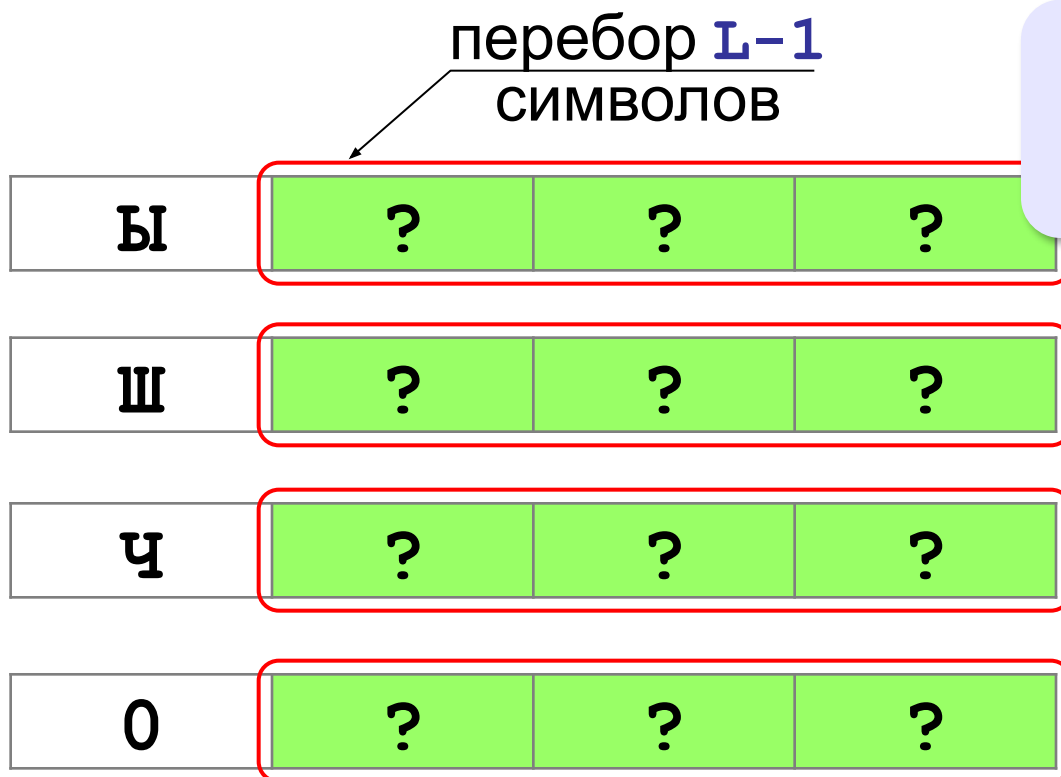 перебор L-1
символов
Ы ? ? ?
Ш ? ? ?
Ч ? ? ?
О ? ? ?